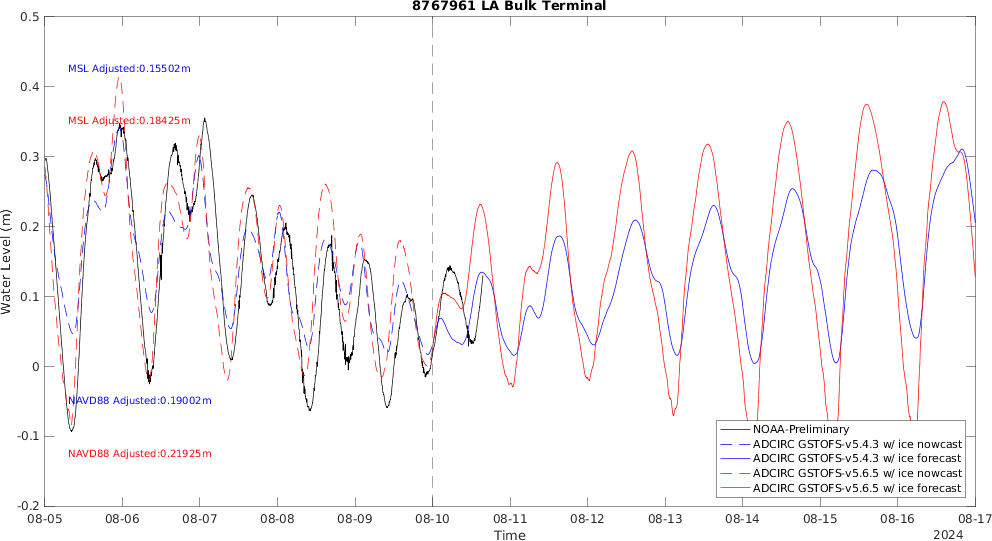 8767961 LA Bulk Terminal
0.5
0.4
0.3
0.2
0.1
0
-0.1
-0.2
Water Level (m)
MSL Adjusted:0.15502m
MSL Adjusted:0.18425m
NAVD88 Adjusted:0.19002m
NAVD88 Adjusted:0.21925m
NOAA-Preliminary
ADCIRC GSTOFS-v5.4.3 w/ ice nowcast
ADCIRC GSTOFS-v5.4.3 w/ ice forecast
ADCIRC GSTOFS-v5.6.5 w/ ice nowcast
ADCIRC GSTOFS-v5.6.5 w/ ice forecast
08-05 08-06 08-07 08-08 08-09 08-10 08-11 08-12 08-13 08-14 08-15 08-16 08-17
Time
2024